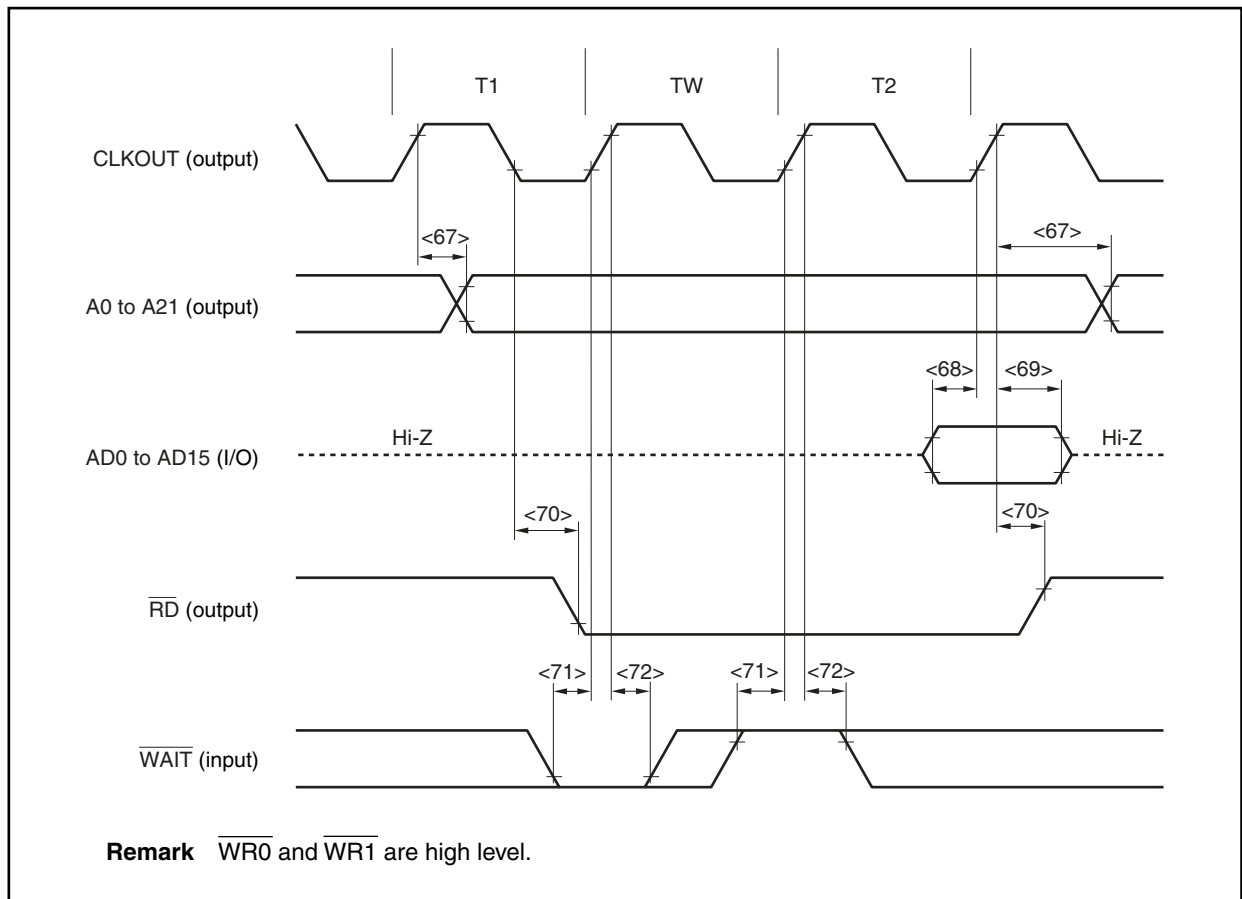 T1 TW T2
CLKOUT (output)
<67> <67>
A0 to A21 (output)
<68> <69>
Hi-Z Hi-Z
AD0 to AD15 (I/O)
<70> <70>
RD (output)
<71> <72> <71> <72>
WAIT (input)
Remark WR0 and WR1 are high level.